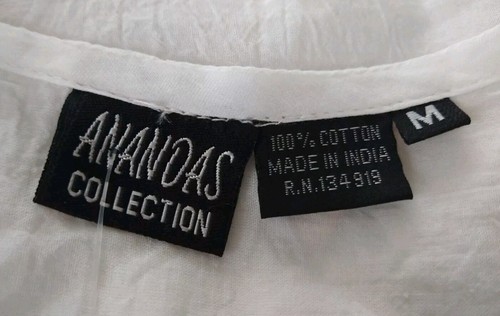 ANANDAS
COLLECTION
100% COTTON
MADE IN INDIA
R.N.134919
M